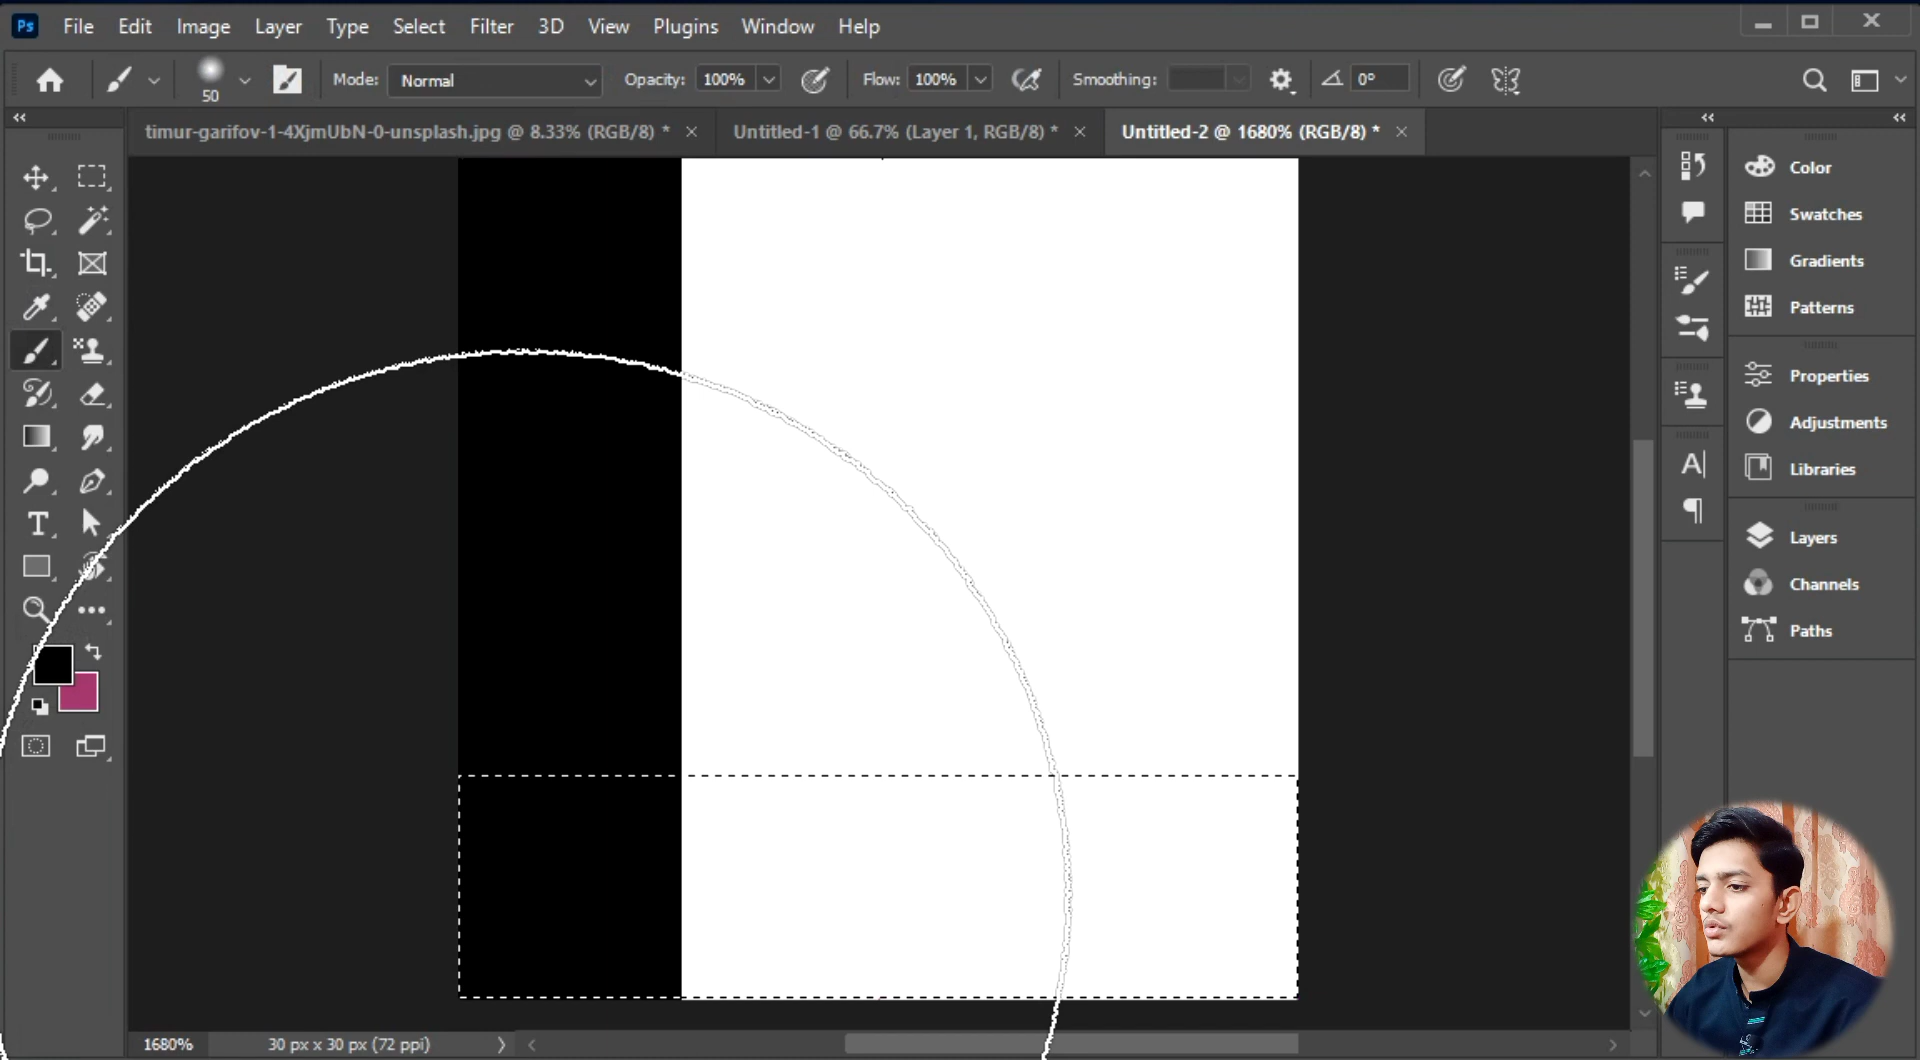 Ps File Edit Image Layer Type Select Filter 3D View Plugins Window Help
50 Mode: Normal Opacity: 100% Flow: 100% Smoothing: 0°
timur-garifov-1-4XjmUbN-0-unsplash.jpg @ 8.33% (RGB/8) * × Untitled-1 @ 66.7% (Layer 1, RGB/8) * × Untitled-2 @ 1680% (RGB/8) * ×
Color
Swatches
Gradients
Patterns
Properties
Adjustments
Libraries
Layers
Channels
Paths
1680% 30 px x 30 px (72 ppi)